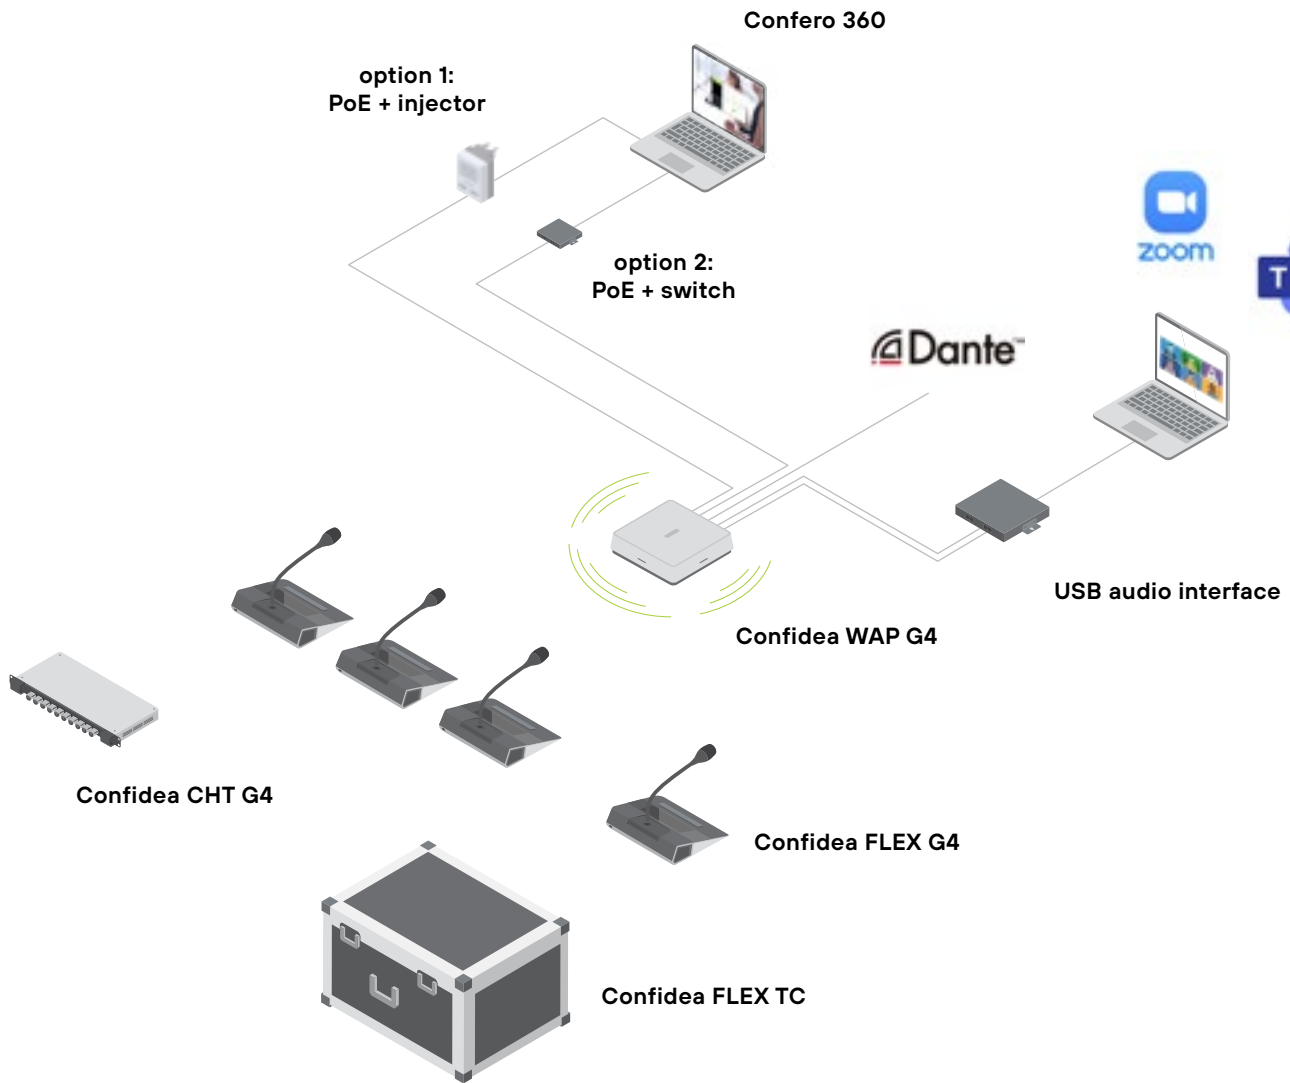 Confero 360
option 1:
PoE + injector
zoom
option 2:
PoE + switch
T
Dante™
USB audio interface
Confidea WAP G4
Confidea CHT G4
Confidea FLEX G4
Confidea FLEX TC